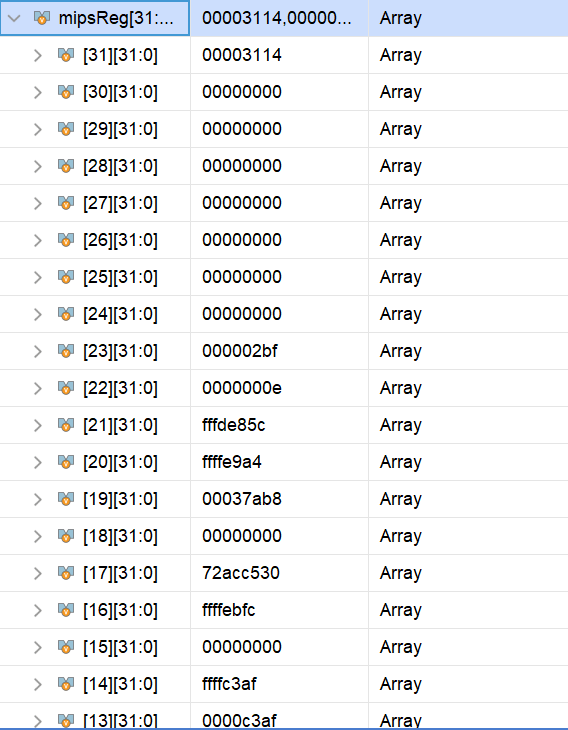 mipsReg[31:... 00003114,00000... Array
[31][31:0] 00003114 Array
[30][31:0] 00000000 Array
[29][31:0] 00000000 Array
[28][31:0] 00000000 Array
[27][31:0] 00000000 Array
[26][31:0] 00000000 Array
[25][31:0] 00000000 Array
[24][31:0] 00000000 Array
[23][31:0] 000002bf Array
[22][31:0] 0000000e Array
[21][31:0] fffde85c Array
[20][31:0] ffffe9a4 Array
[19][31:0] 00037ab8 Array
[18][31:0] 00000000 Array
[17][31:0] 72acc530 Array
[16][31:0] ffffebfc Array
[15][31:0] 00000000 Array
[14][31:0] ffffc3af Array
[13][31:0] 0000c3af Array